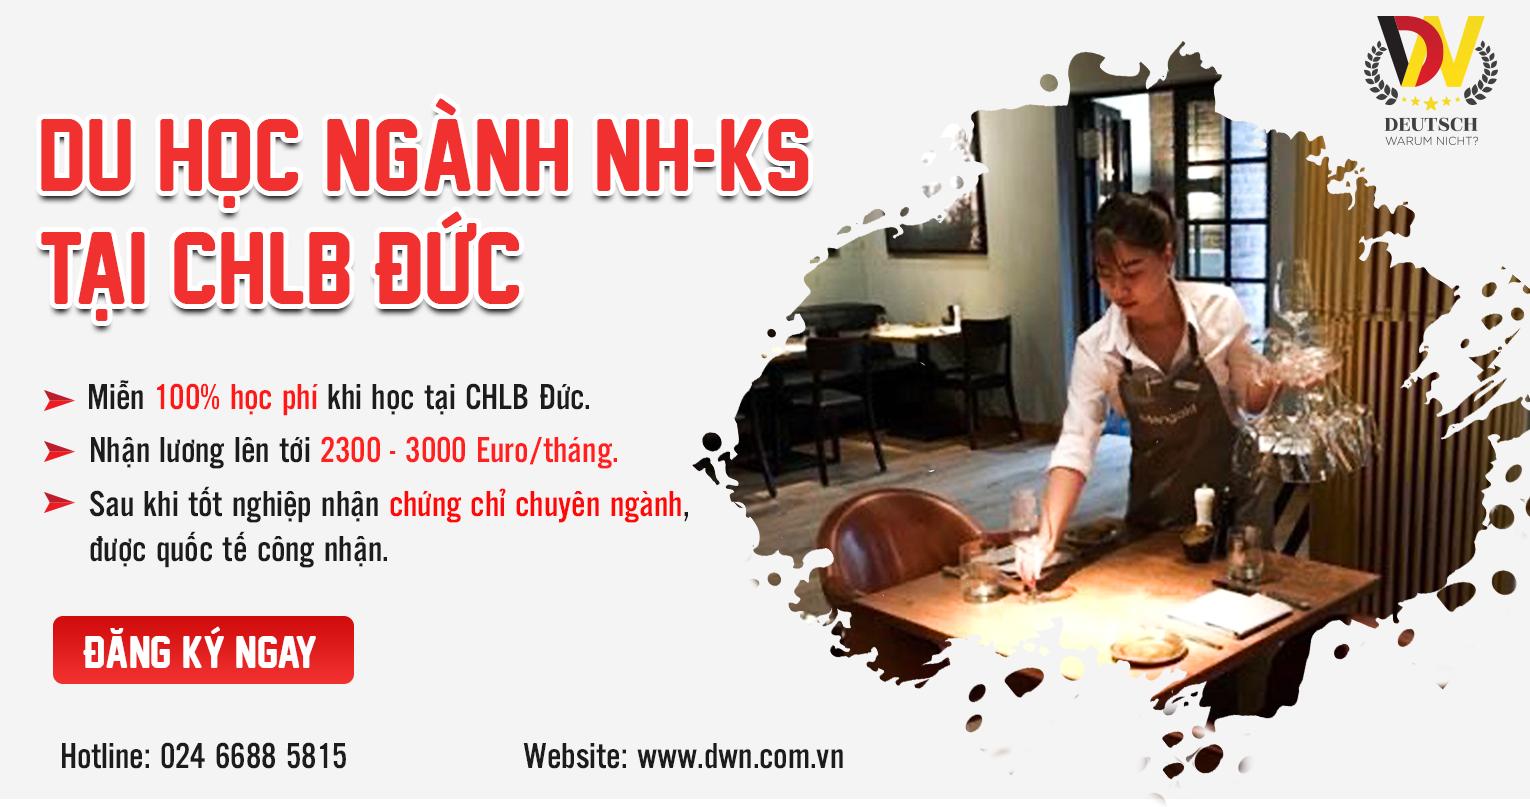 DU HỌC NGÀNH NH-KS
TẠI CHLB ĐỨC
Miễn 100% học phí khi học tại CHLB Đức.
Nhận lương lên tới 2300 - 3000 Euro/tháng.
Sau khi tốt nghiệp nhận chứng chỉ chuyên ngành,
được quốc tế công nhận.
ĐĂNG KÝ NGAY
Hotline: 024 6688 5815
Website: www.dwn.com.vn
DW
DEUTSCH
WARUM NICHT?